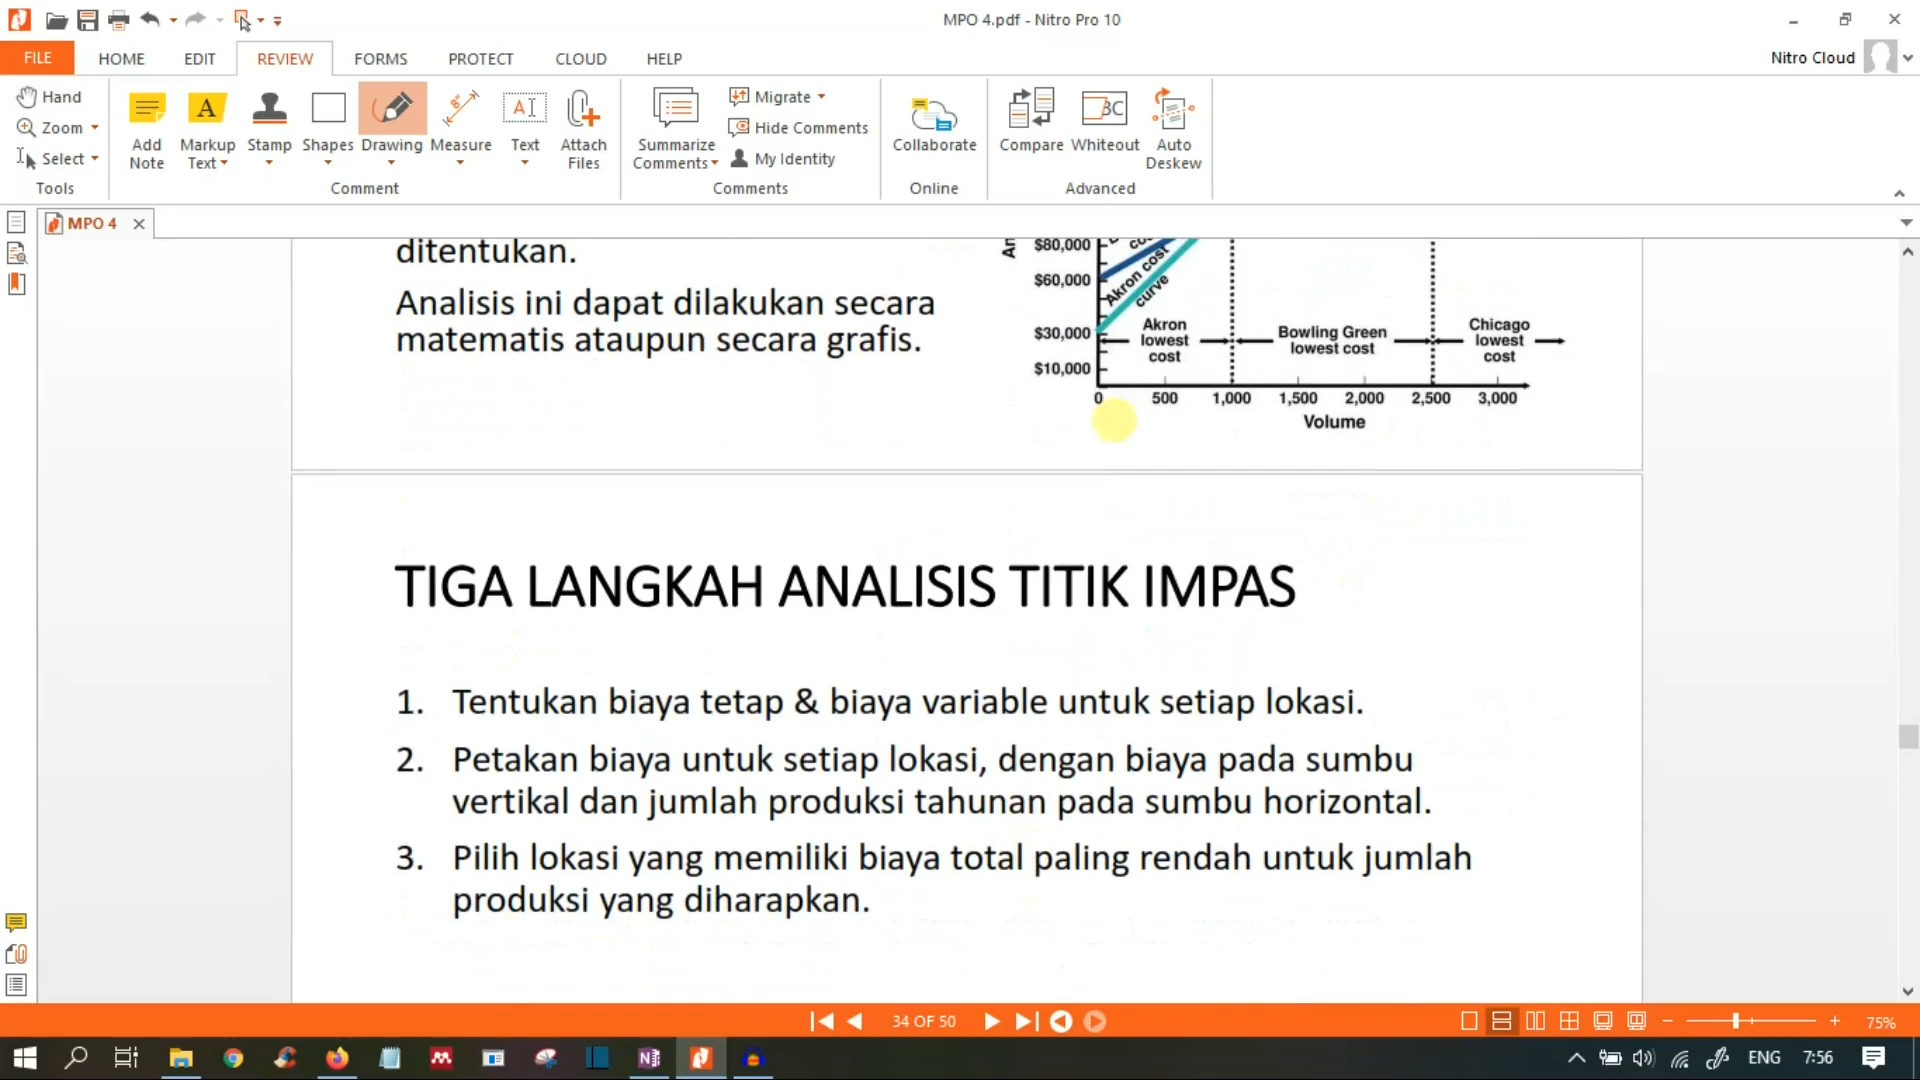 MPO 4.pdf - Nitro Pro 10
FILE
HOME
EDIT
REVIEW
FORMS
PROTECT
CLOUD
HELP
Nitro Cloud
Hand
Zoom
Select
Tools
Add
Note
Markup
Text
Stamp
Shapes
Drawing
Measure
Text
Attach
Files
Comment
Summarize
Comments
Migrate
Hide Comments
My Identity
Comments
Collaborate
Online
Compare
Whiteout
Auto
Deskew
Advanced
MPO 4
ditentukan.
Analisis ini dapat dilakukan secara
matematis ataupun secara grafis.
$80,000
$60,000
$30,000
$10,000
Akron cost
curve
Akron
lowest
cost
Bowling Green
lowest cost
Chicago
lowest
cost
0 500 1,000 1,500 2,000 2,500 3,000
Volume
TIGA LANGKAH ANALISIS TITIK IMPAS
1. Tentukan biaya tetap & biaya variable untuk setiap lokasi.
2. Petakan biaya untuk setiap lokasi, dengan biaya pada sumbu
vertikal dan jumlah produksi tahunan pada sumbu horizontal.
3. Pilih lokasi yang memiliki biaya total paling rendah untuk jumlah
produksi yang diharapkan.
34 OF 50
75%
ENG
7:56